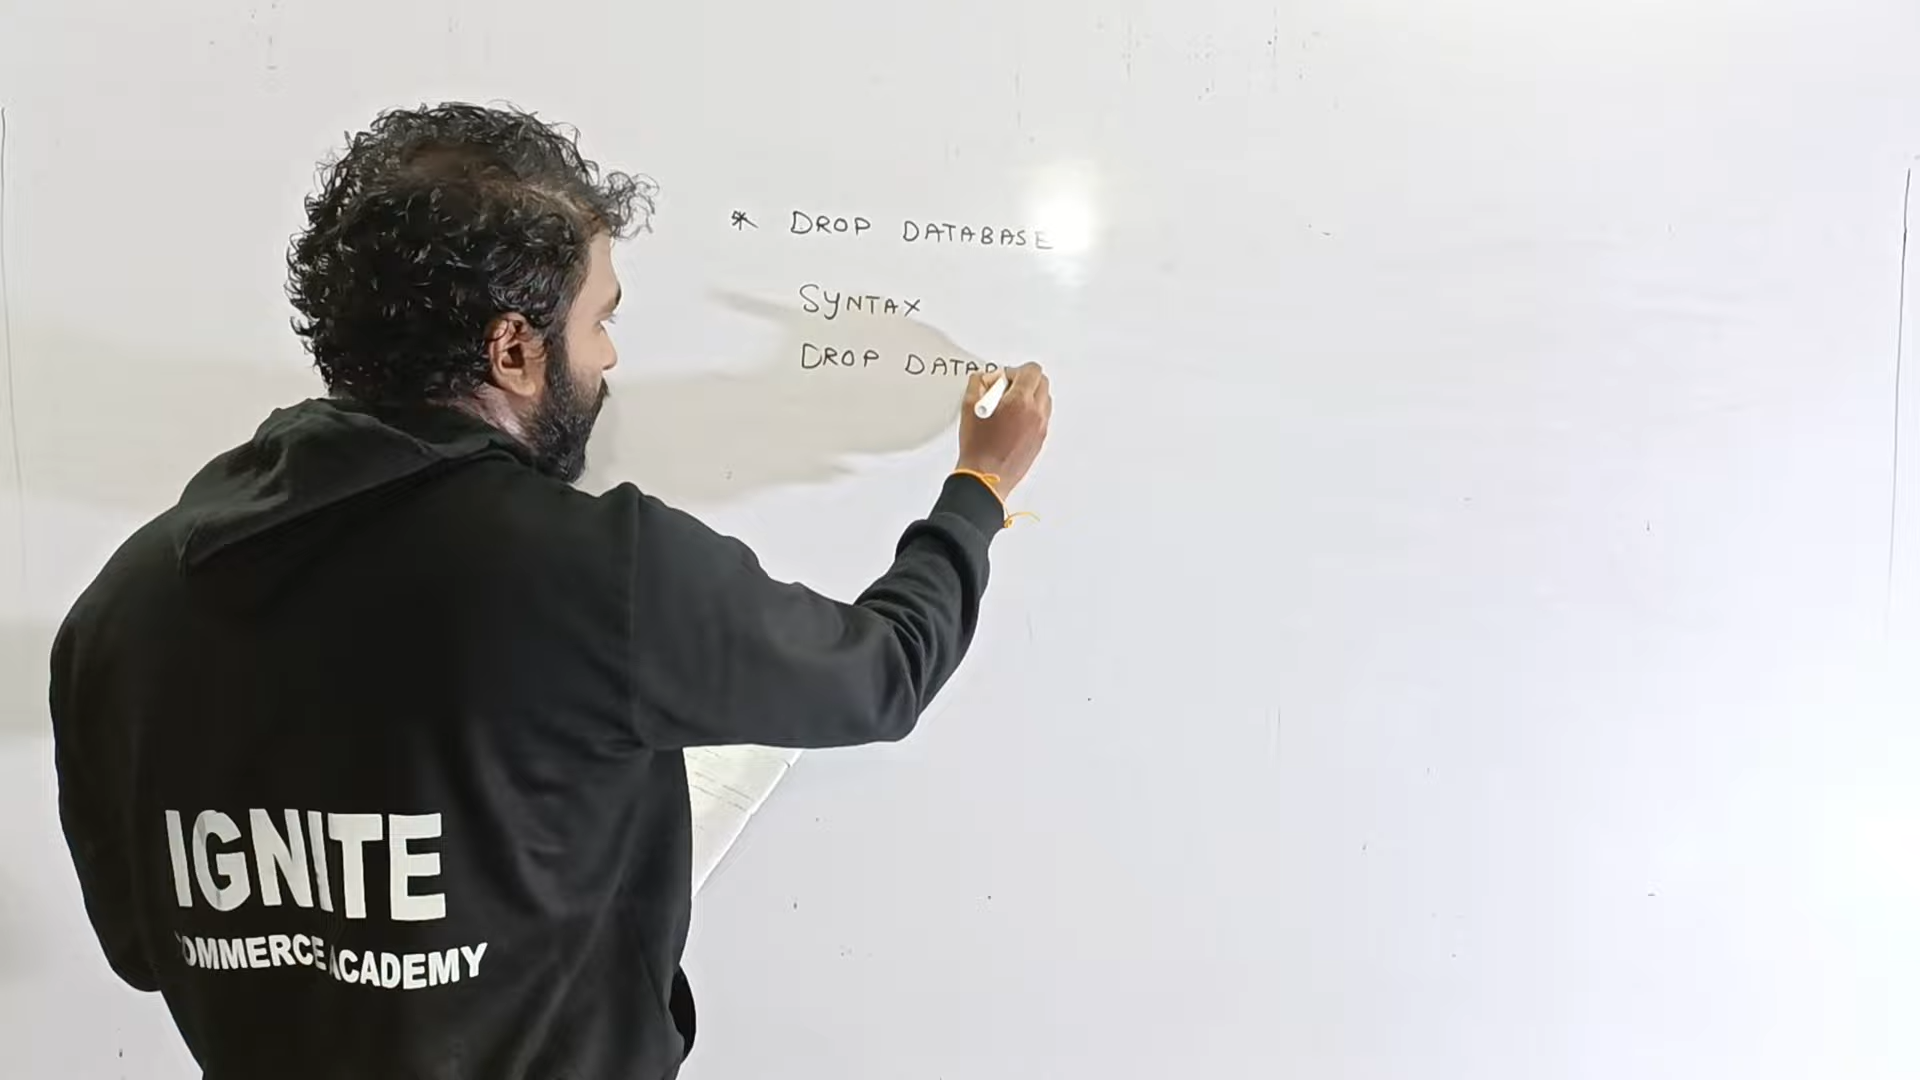 * DROP DATABASE
SYNTAX
DROP
IGNITE
ACADEMY